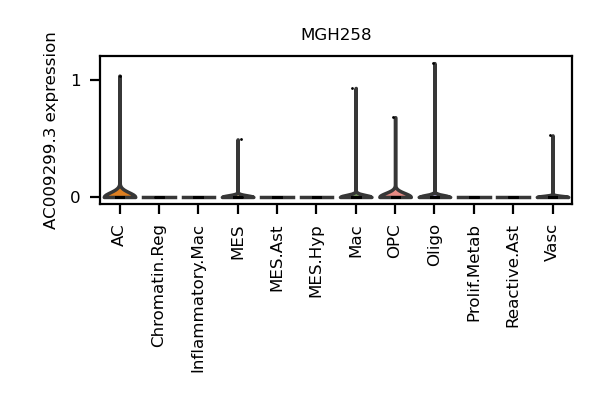 MGH258
AC009299.3 expression
1
0
AC
Chromatin.Reg
Inflammatory.Mac
MES
MES.Ast
MES.Hyp
Mac
OPC
Oligo
Prolif.Metab
Reactive.Ast
Vasc